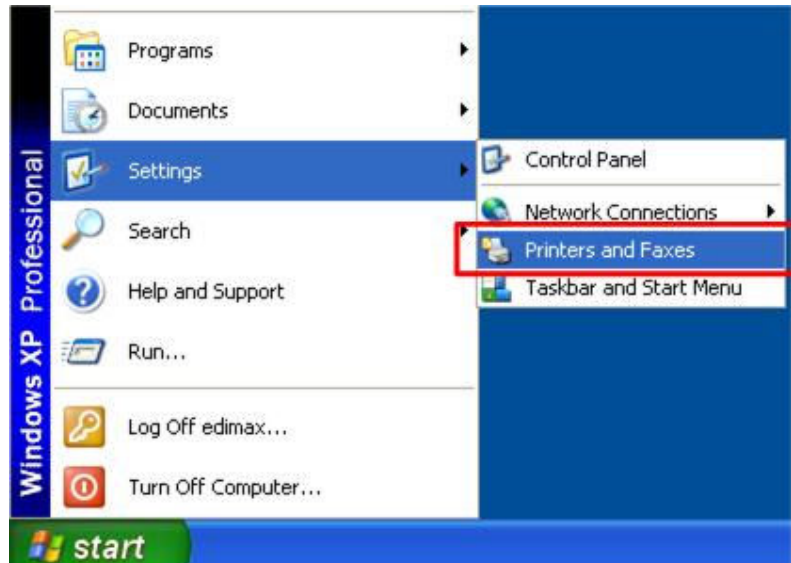 Windows XP Professional
Programs
Documents
Settings
Search
Help and Support
Run...
Log Off edimax...
Turn Off Computer...
Control Panel
Network Connections
Printers and Faxes
Taskbar and Start Menu
start